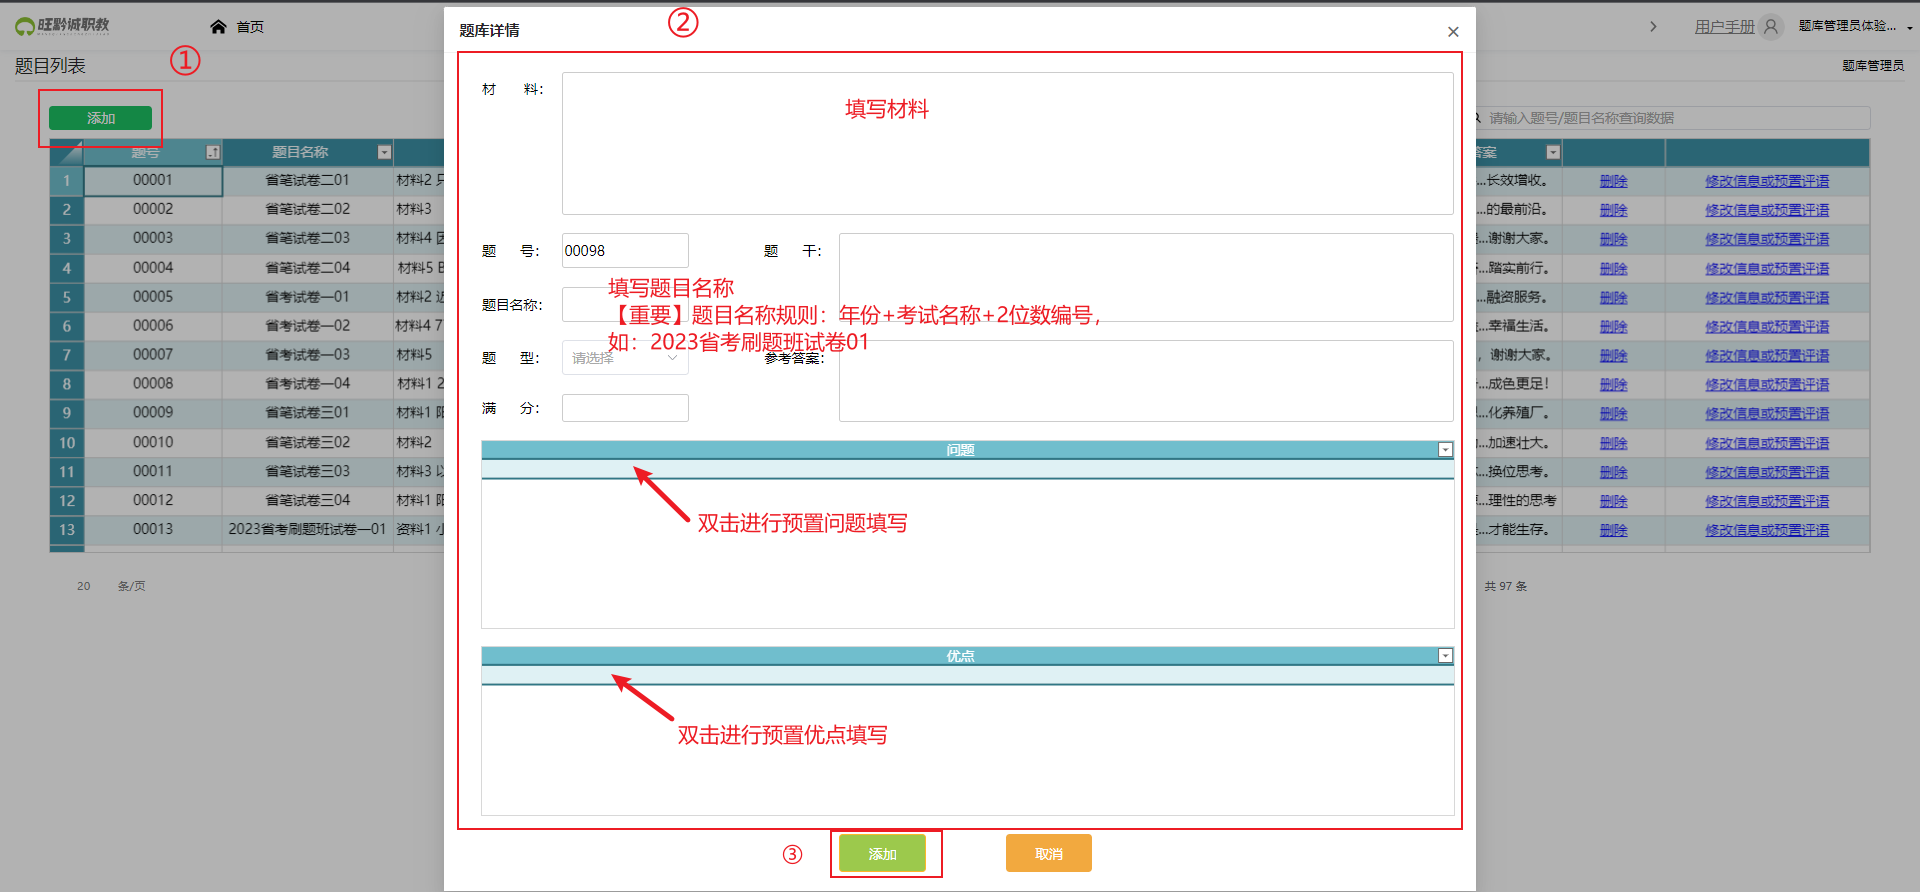 旺黔诚职教
首页
用户手册
题库管理员体验...
题目列表
①
题库管理员
添加
请输入题号/题目名称查询数据
题号 题目名称 答案
1 00001 省笔试卷二01 材料2 ...长效增收。 删除 修改信息或预置评语
2 00002 省笔试卷二02 材料3 ...的最前沿。 删除 修改信息或预置评语
3 00003 省笔试卷二03 材料4 ...谢谢大家。 删除 修改信息或预置评语
4 00004 省笔试卷二04 材料5 ...踏实前行。 删除 修改信息或预置评语
5 00005 省考试卷一01 材料2 ...融资服务。 删除 修改信息或预置评语
6 00006 省考试卷一02 材料4 ...幸福生活。 删除 修改信息或预置评语
7 00007 省考试卷一03 材料5 ，谢谢大家。 删除 修改信息或预置评语
8 00008 省考试卷一04 材料1 2 ...成色更足！ 删除 修改信息或预置评语
9 00009 省笔试卷三01 材料1 ...化养殖厂。 删除 修改信息或预置评语
10 00010 省笔试卷三02 材料2 ...加速壮大。 删除 修改信息或预置评语
11 00011 省笔试卷三03 材料3 ...换位思考。 删除 修改信息或预置评语
12 00012 省笔试卷三04 材料1 ...理性的思考 删除 修改信息或预置评语
13 00013 2023省考刷题班试卷一01 资料1 ...才能生存。 删除 修改信息或预置评语
20 条/页
共 97 条
题库详情
②
×
材 料：
填写材料
题 号： 00098
题 干：
填写题目名称
题目名称：
【重要】题目名称规则：年份+考试名称+2位数编号，
如：2023省考刷题班试卷01
题 型： 请选择
参考答案：
满 分：
问题
双击进行预置问题填写
优点
双击进行预置优点填写
③
添加
取消